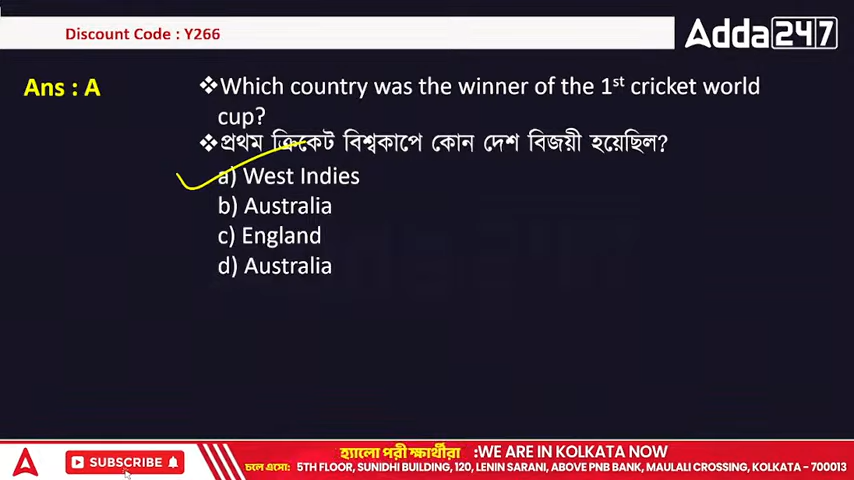 Discount Code : Y266
Adda247
Ans : A
❖Which country was the winner of the 1st cricket world
cup?
❖প্রথম ক্রিকেট বিশ্বকাপে কোন দেশ বিজয়ী হয়েছিল?
a) West Indies
b) Australia
c) England
d) Australia
হ্যালো পরীক্ষার্থীরা :WE ARE IN KOLKATA NOW
SUBSCRIBE
চলে এসো: 5TH FLOOR, SUNIDHI BUILDING, 120, LENIN SARANI, ABOVE PNB BANK, MAULALI CROSSING, KOLKATA - 700013